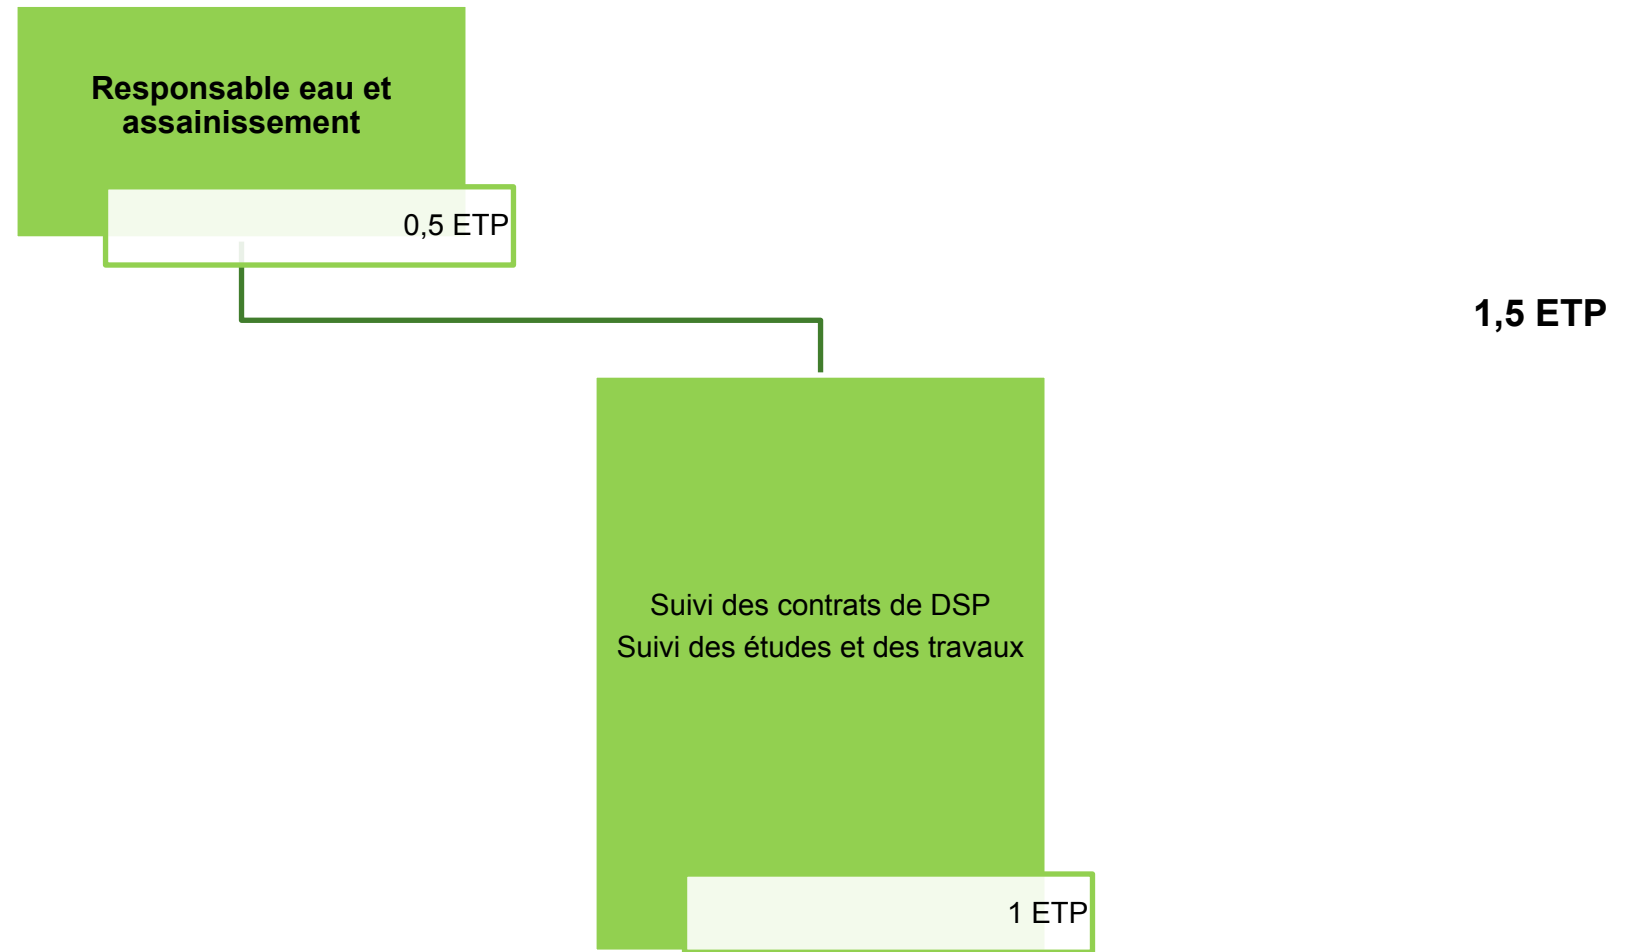 Responsable eau et
assainissement
0,5 ETP
1,5 ETP
Suivi des contrats de DSP
Suivi des études et des travaux
1 ETP